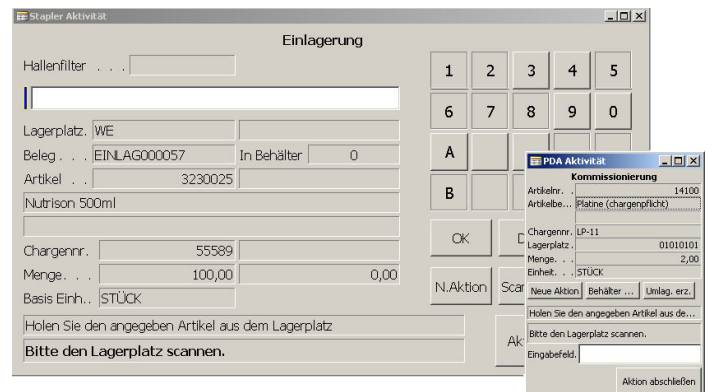 Stapler Aktivität
Einlagerung
Hallenfilter . . .
Lagerplatz. WE
Beleg . . . EINLAG000057 In Behälter 0
Artikel . . 3230025
Nutrison 500ml
Chargennr. 55589
Menge. . . 100,00 0,00
Basis Einh.. STÜCK
Holen Sie den angegeben Artikel aus dem Lagerplatz
Bitte den Lagerplatz scannen.
1 2 3 4 5
6 7 8 9 0
A
B
OK
N.Aktion
PDA Aktivität
Kommissionierung
Artikelnr. . 14100
Artikelbe... Platine (chargenpflicht)
Chargennr. LP-11
Lagerplatz . 01010101
Menge. . . 2,00
Einheit. . . STÜCK
Neue Aktion Behälter ... Umlag. erz.
Holen Sie den angegeben Artikel aus de...
Bitte den Lagerplatz scannen.
Eingabefeld.
Aktion abschließen